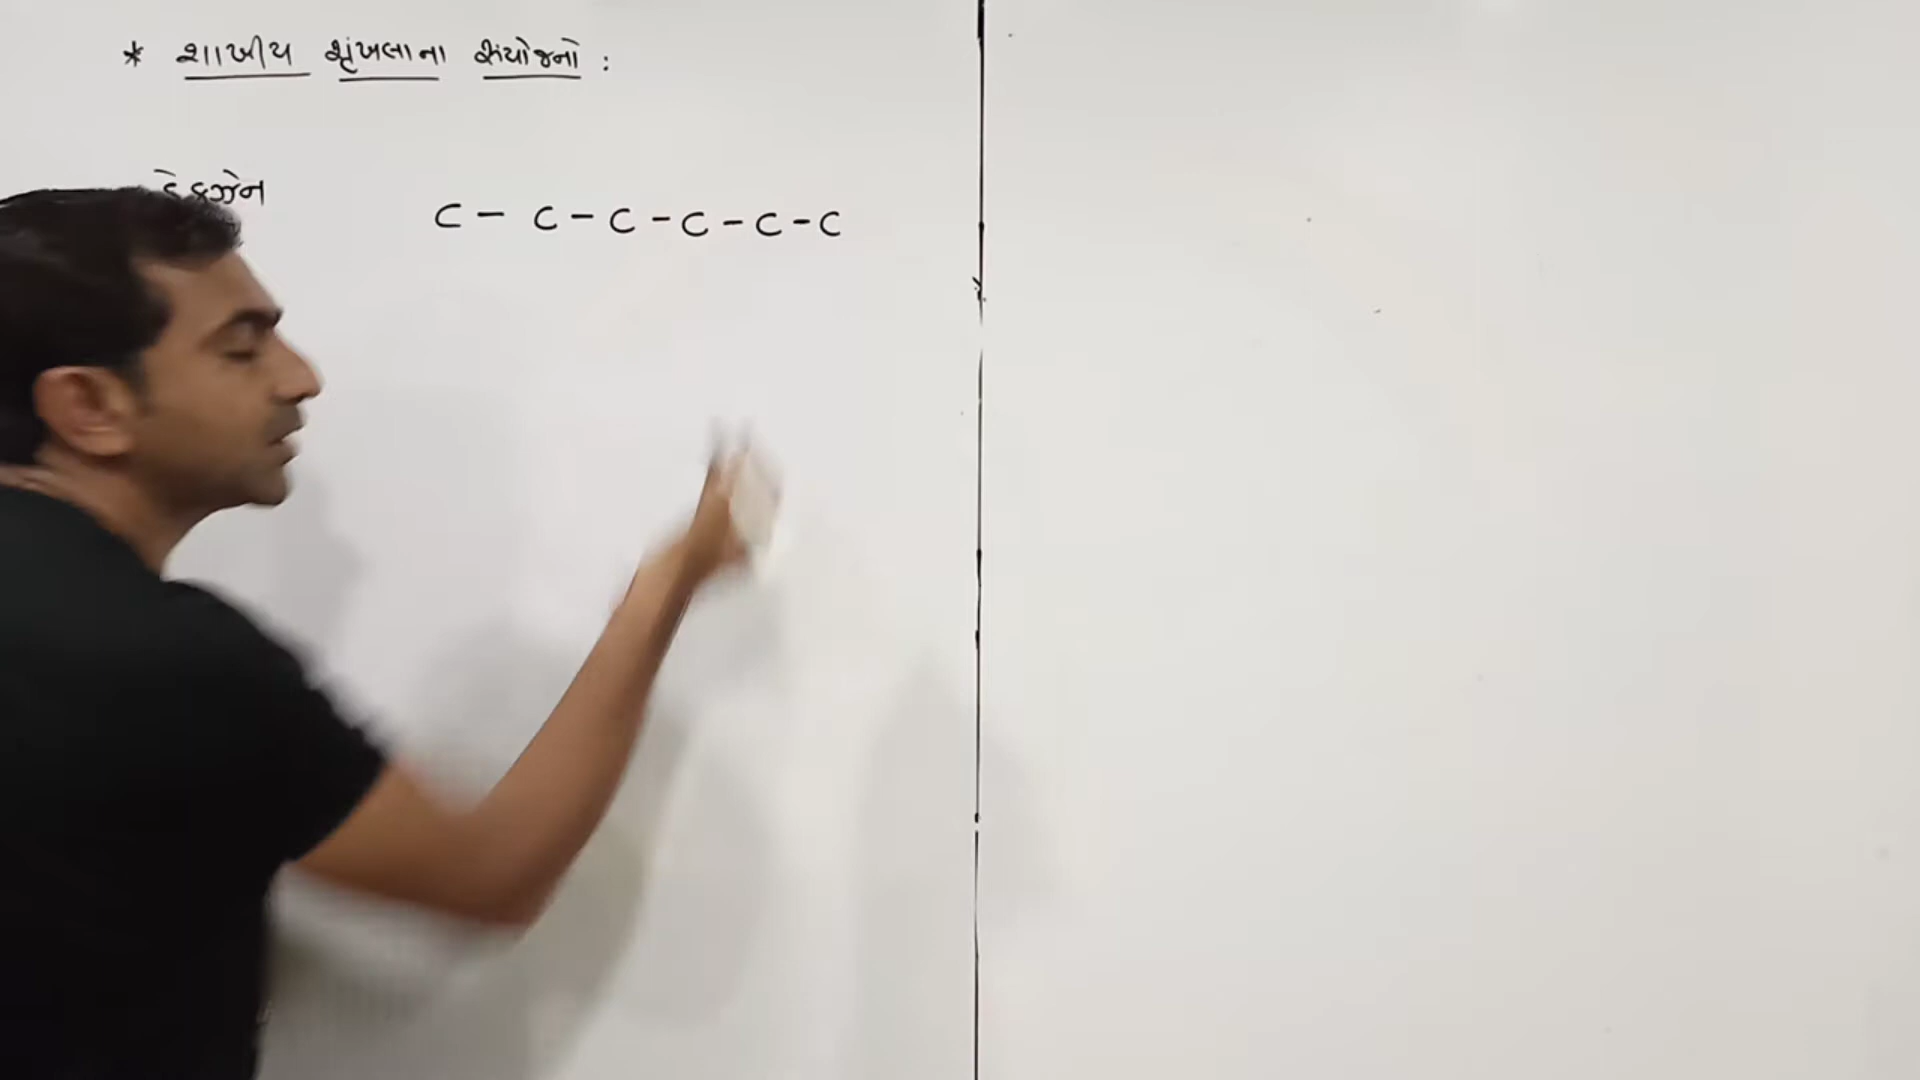 * શાખીય શૃંખલાના સંયોજનો :
હેક્ઝેન
C - C - C - C - C - C